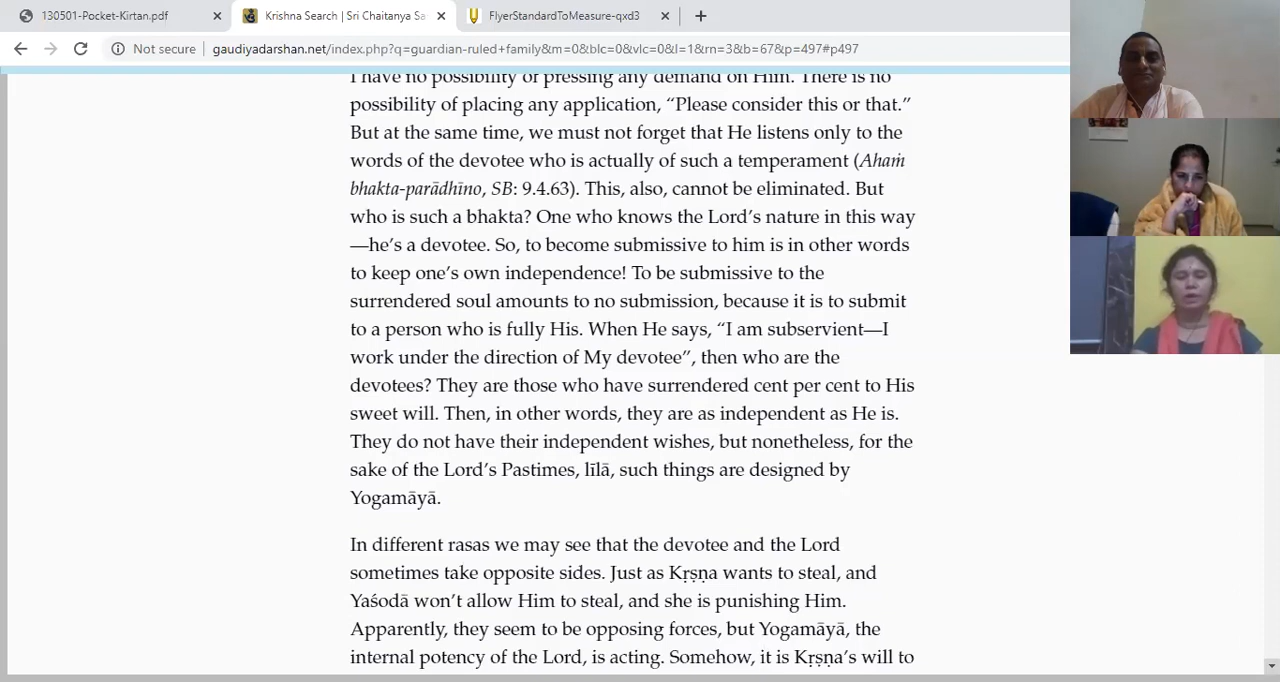 130501-Pocket-Kirtan.pdf
Krishna Search | Sri Chaitanya Sa
FlyerStandardToMeasure-qxd3
Not secure
gaudiyadarshan.net/index.php?q=guardian-ruled+family&m=0&blc=0&vlc=0&l=1&rn=3&b=67&p=497#p497
I have no possibility of pressing any demand on Him. There is no
possibility of placing any application, “Please consider this or that.”
But at the same time, we must not forget that He listens only to the
words of the devotee who is actually of such a temperament (Ahaṁ
bhakta-parādhīno, SB: 9.4.63). This, also, cannot be eliminated. But
who is such a bhakta? One who knows the Lord’s nature in this way
—he’s a devotee. So, to become submissive to him is in other words
to keep one’s own independence! To be submissive to the
surrendered soul amounts to no submission, because it is to submit
to a person who is fully His. When He says, “I am subservient—I
work under the direction of My devotee”, then who are the
devotees? They are those who have surrendered cent per cent to His
sweet will. Then, in other words, they are as independent as He is.
They do not have their independent wishes, but nonetheless, for the
sake of the Lord’s Pastimes, līlā, such things are designed by
Yogamāyā.
In different rasas we may see that the devotee and the Lord
sometimes take opposite sides. Just as Kṛṣṇa wants to steal, and
Yaśodā won’t allow Him to steal, and she is punishing Him.
Apparently, they seem to be opposing forces, but Yogamāyā, the
internal potency of the Lord, is acting. Somehow, it is Kṛṣṇa’s will to